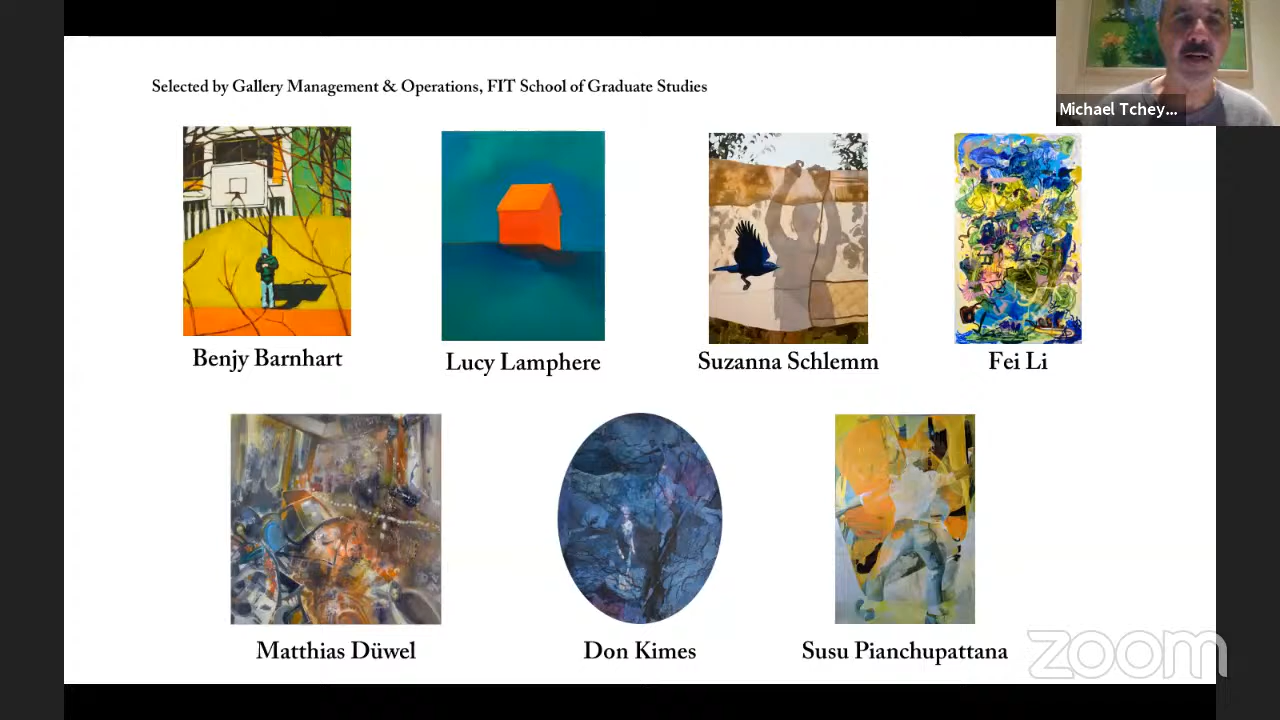 Selected by Gallery Management & Operations, FIT School of Graduate Studies
Michael Tchey...
Benjy Barnhart
Lucy Lamphere
Suzanna Schlemm
Fei Li
Matthias Düwel
Don Kimes
Susu Pianchupattana
zoom